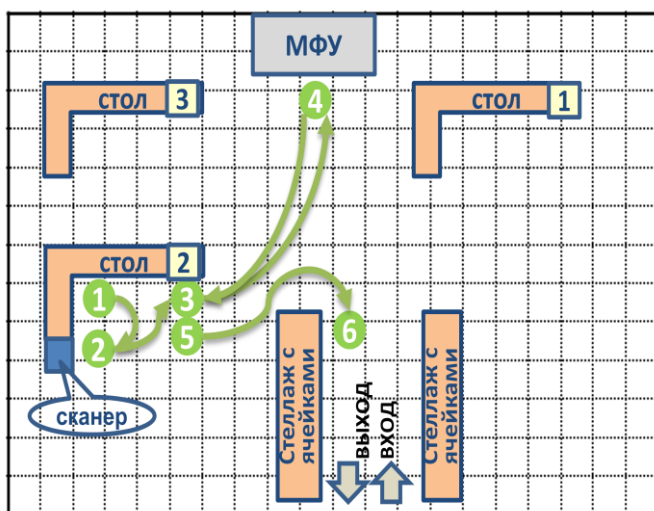 МФУ
стол 3
4
стол 1
стол 2
1
3
2
5
6
сканер
Стеллаж с
ячейками
ВЫХОД
ВХОД
Стеллаж с
ячейками